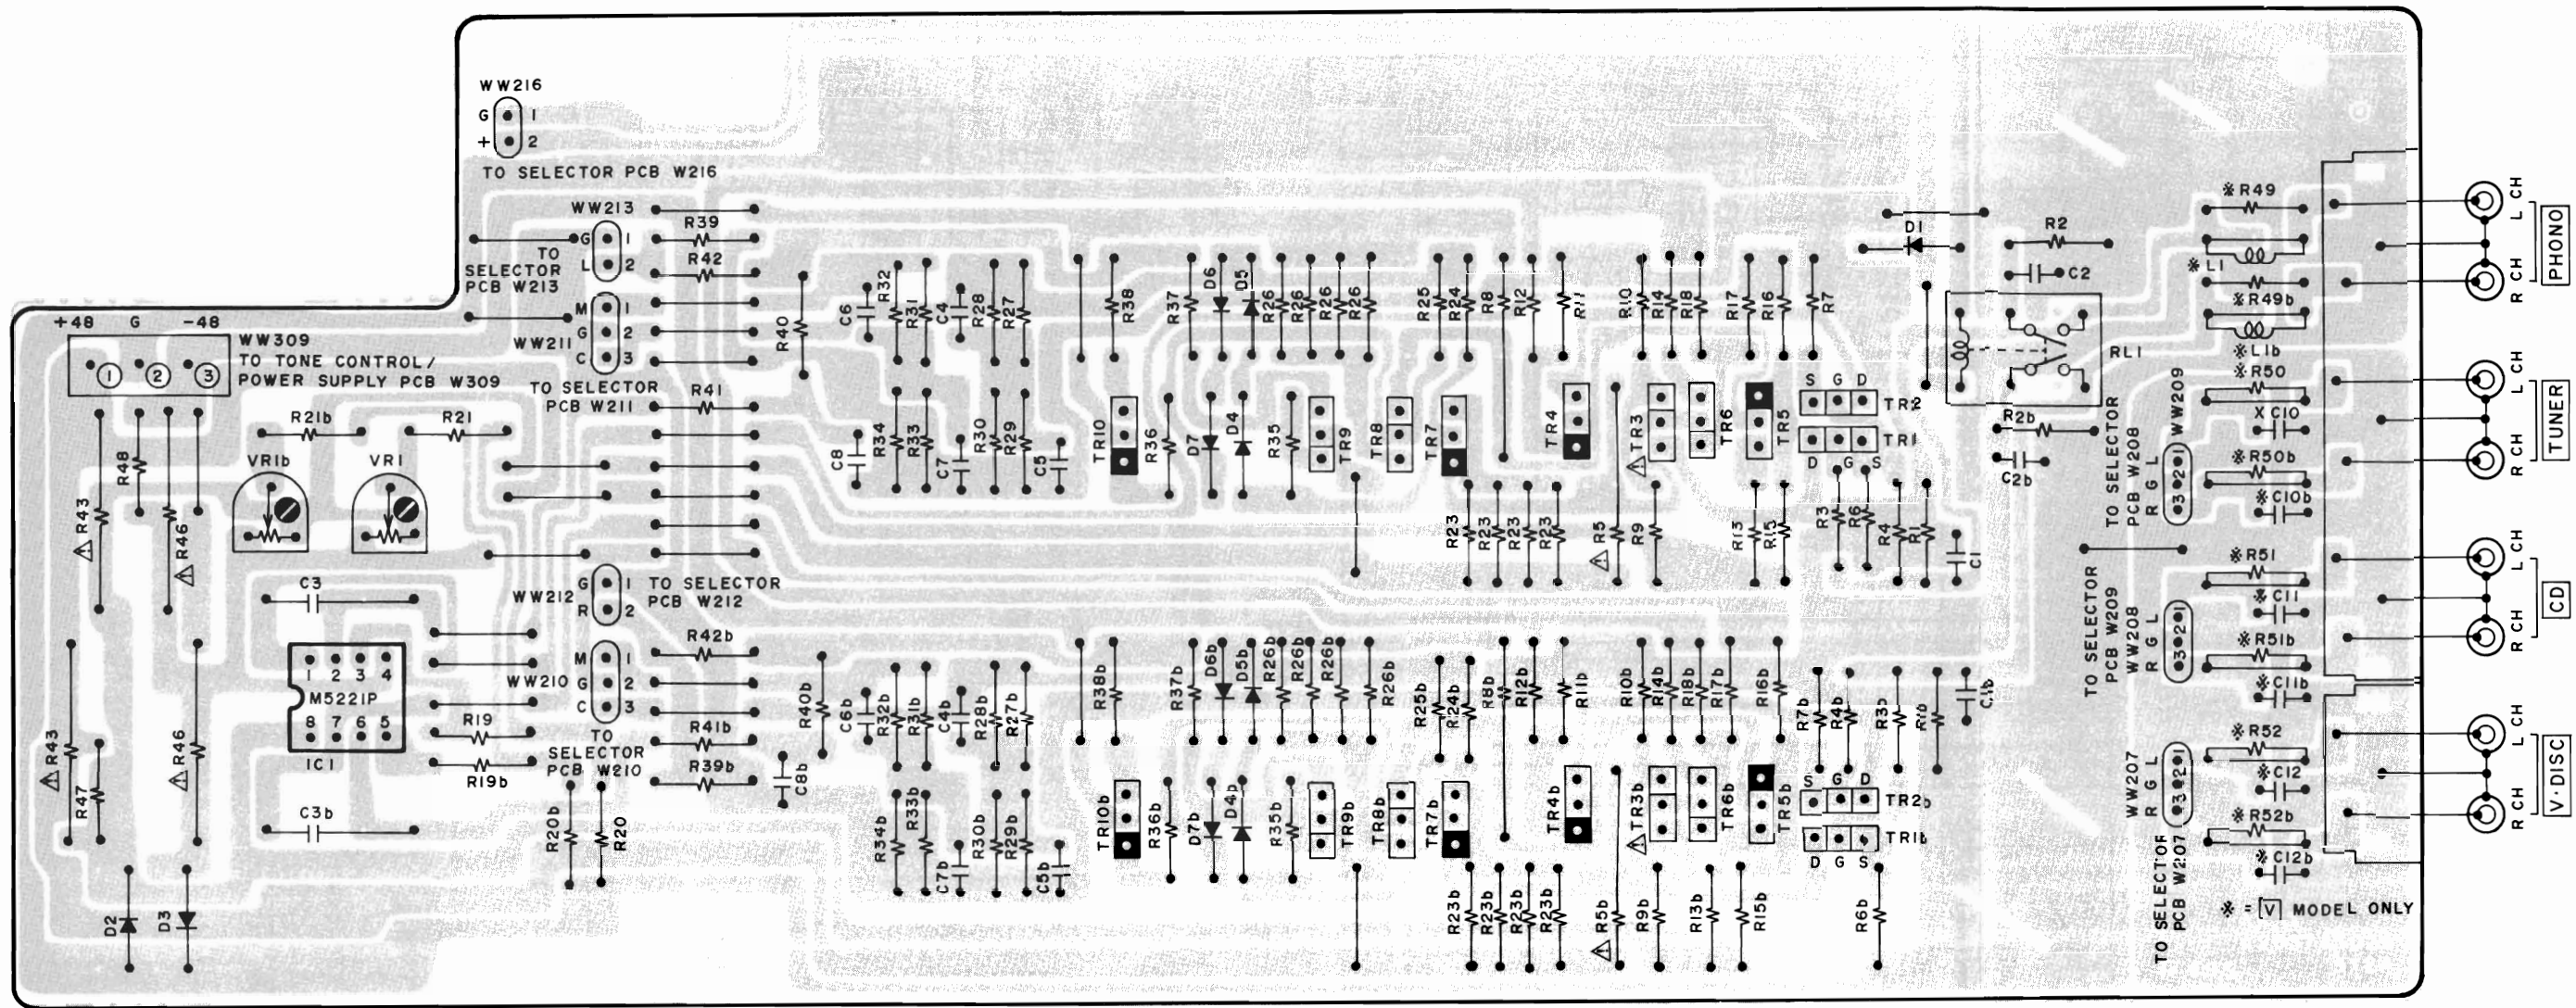 WW216
G 1
+ 2
TO SELECTOR PCB W216
WW213
G 1
L 2
TO
SELECTOR
PCB W213
M 1
G 2
C 3
WW211
TO SELECTOR
PCB W211
R39
R42
R41
R40
+48 G -48
WW309
TO TONE CONTROL/
POWER SUPPLY PCB W309
1 2 3
R21b
R21
R48
VR1b
VR1
⚠R43
⚠R46
C3
1 2 3 4
M5221P
8 7 6 5
IC1
C3b
⚠R43
R47
⚠R46
D2
D3
WW212
G 1
R 2
TO SELECTOR
PCB W212
WW210
M 1
G 2
C 3
TO
SELECTOR
PCB W210
R19
R19b
R20b
R20
R42b
R41b
R39b
R40b
C8b
C6
R32
R31
C4
R28
R27
R38
R37
D6
D5
R26
R26
R26
R26
R25
R24
R8
R12
R11
R10
R14
R18
R17
R16
R7
D1
R2
C2
RL1
R2b
C2b
C8
R34
R33
C7
R30
R29
C5
TR10
R36
D7
D4
R35
TR9
TR8
TR7
TR4
⚠TR3
TR6
TR5
S G D
TR2
TR1
D G S
R23
R23
R23
R23
⚠R5
R9
R13
R15
R3
R6
R4
R1
C1
C6b
R32b
R31b
C4b
R28b
R27b
R38b
R37b
D6b
D5b
R26b
R26b
R26b
R26b
R25b
R24b
R8b
R12b
R11b
R10b
R14b
R18b
R17b
R16b
R7b
R4b
R3b
R1b
C1b
R34b
R33b
C7b
R30b
R29b
C5b
TR10b
R36b
D7b
D4b
R35b
TR9b
TR8b
TR7b
TR4b
⚠TR3b
TR6b
TR5b
S G D
TR2b
TR1b
D G S
R23b
R23b
R23b
R23b
⚠R5b
R9b
R13b
R15b
R6b
TO SELECTOR
PCB W208
WW209
R G L
3 2 1
TO SELECTOR
PCB W209
WW208
R G L
3 2 1
TO SELECTOR
PCB W207
WW207
R G L
3 2 1
※R49
※L1
※R49b
※L1b
※R50
X C10
※R50b
※C10b
※R51
※C11
※R51b
※C11b
※R52
※C12
※R52b
※C12b
※ = V MODEL ONLY
L CH
R CH
PHONO
L CH
R CH
TUNER
L CH
R CH
CD
L CH
R CH
V·DISC